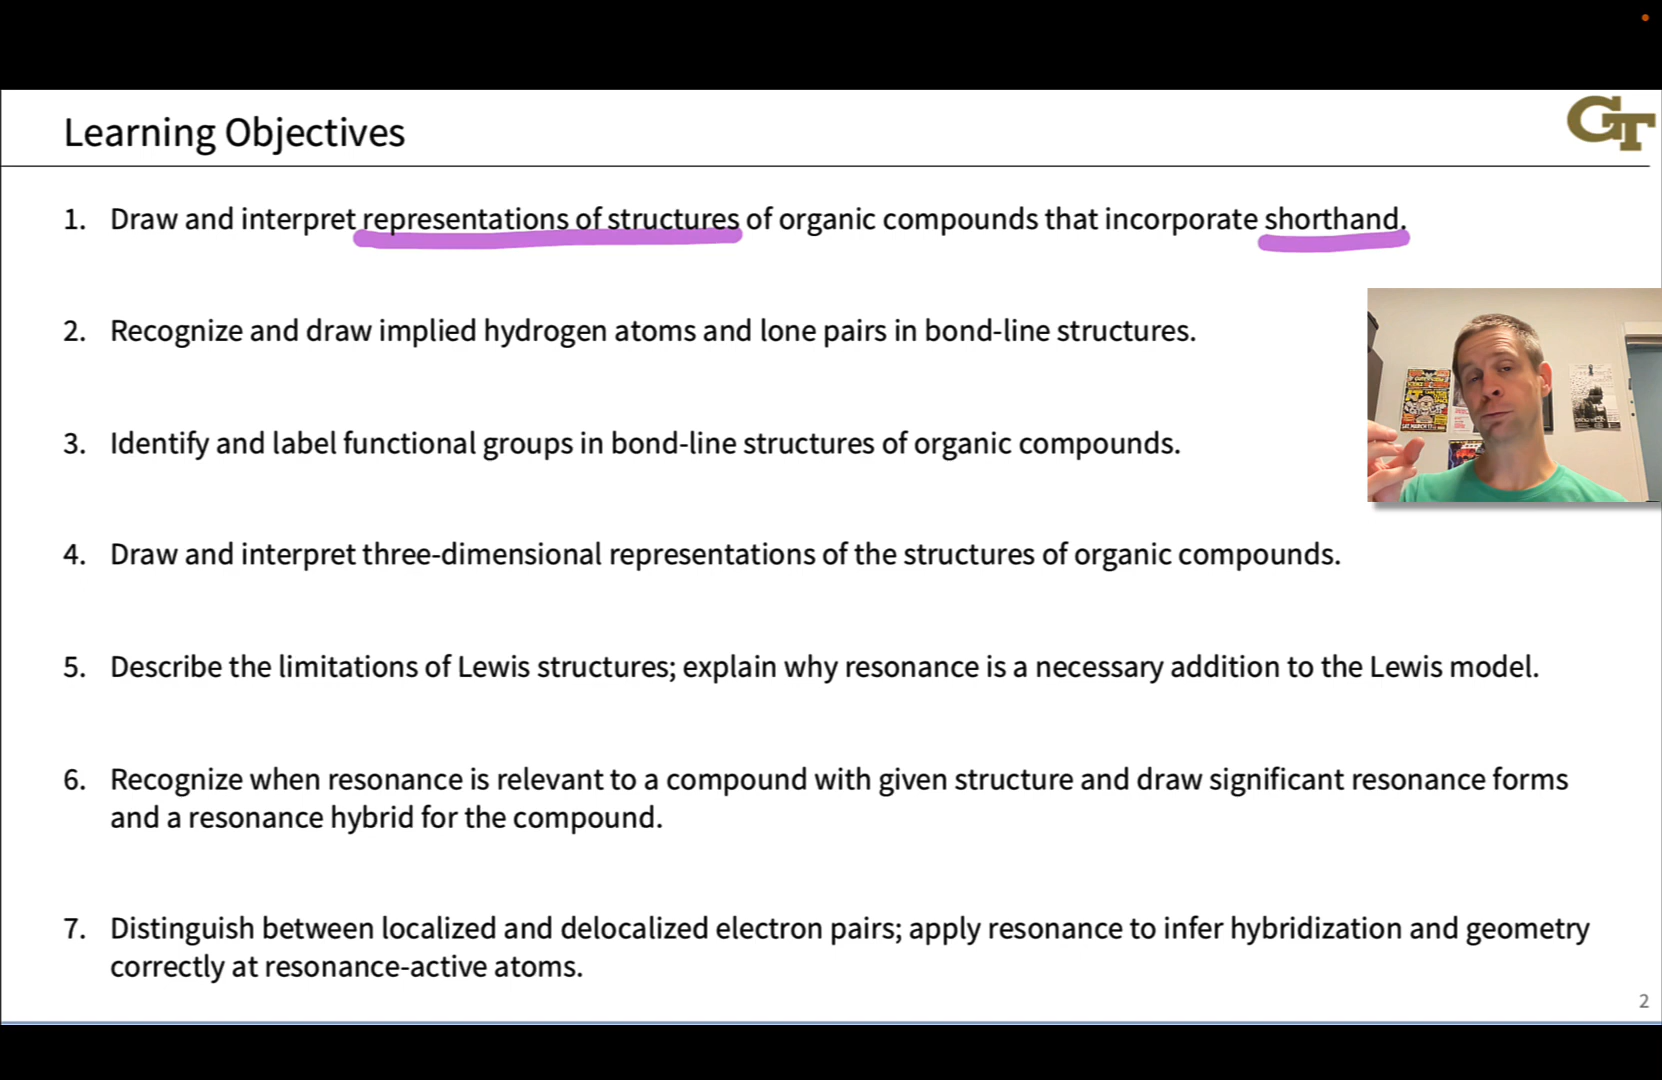 Learning Objectives
GT
1. Draw and interpret representations of structures of organic compounds that incorporate shorthand.
2. Recognize and draw implied hydrogen atoms and lone pairs in bond-line structures.
3. Identify and label functional groups in bond-line structures of organic compounds.
4. Draw and interpret three-dimensional representations of the structures of organic compounds.
5. Describe the limitations of Lewis structures; explain why resonance is a necessary addition to the Lewis model.
6. Recognize when resonance is relevant to a compound with given structure and draw significant resonance forms
and a resonance hybrid for the compound.
7. Distinguish between localized and delocalized electron pairs; apply resonance to infer hybridization and geometry
correctly at resonance-active atoms.
2